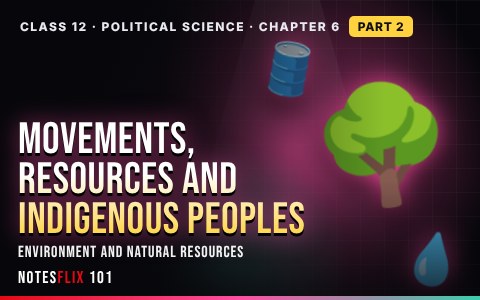 CLASS 12 · POLITICAL SCIENCE · CHAPTER 6 PART 2
MOVEMENTS,
RESOURCES AND
INDIGENOUS PEOPLES
ENVIRONMENT AND NATURAL RESOURCES
NOTESFLIX 101